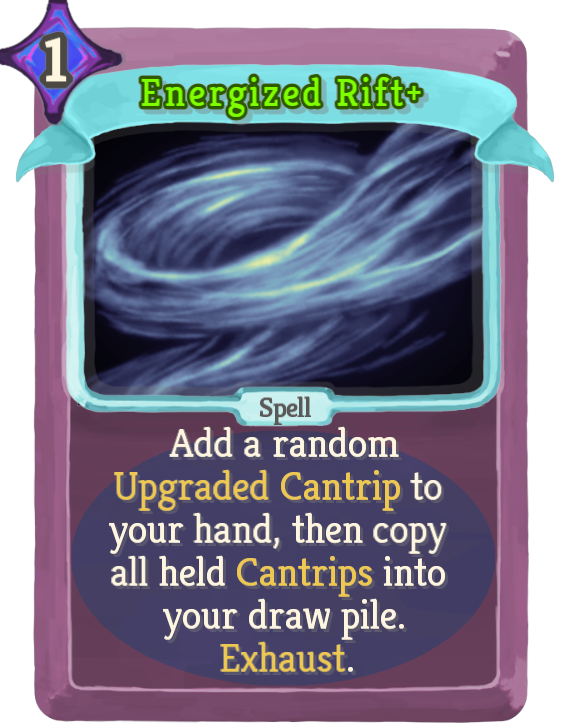 1
Energized Rift+
Spell
Add a random
Upgraded Cantrip to
your hand, then copy
all held Cantrips into
your draw pile.
Exhaust.